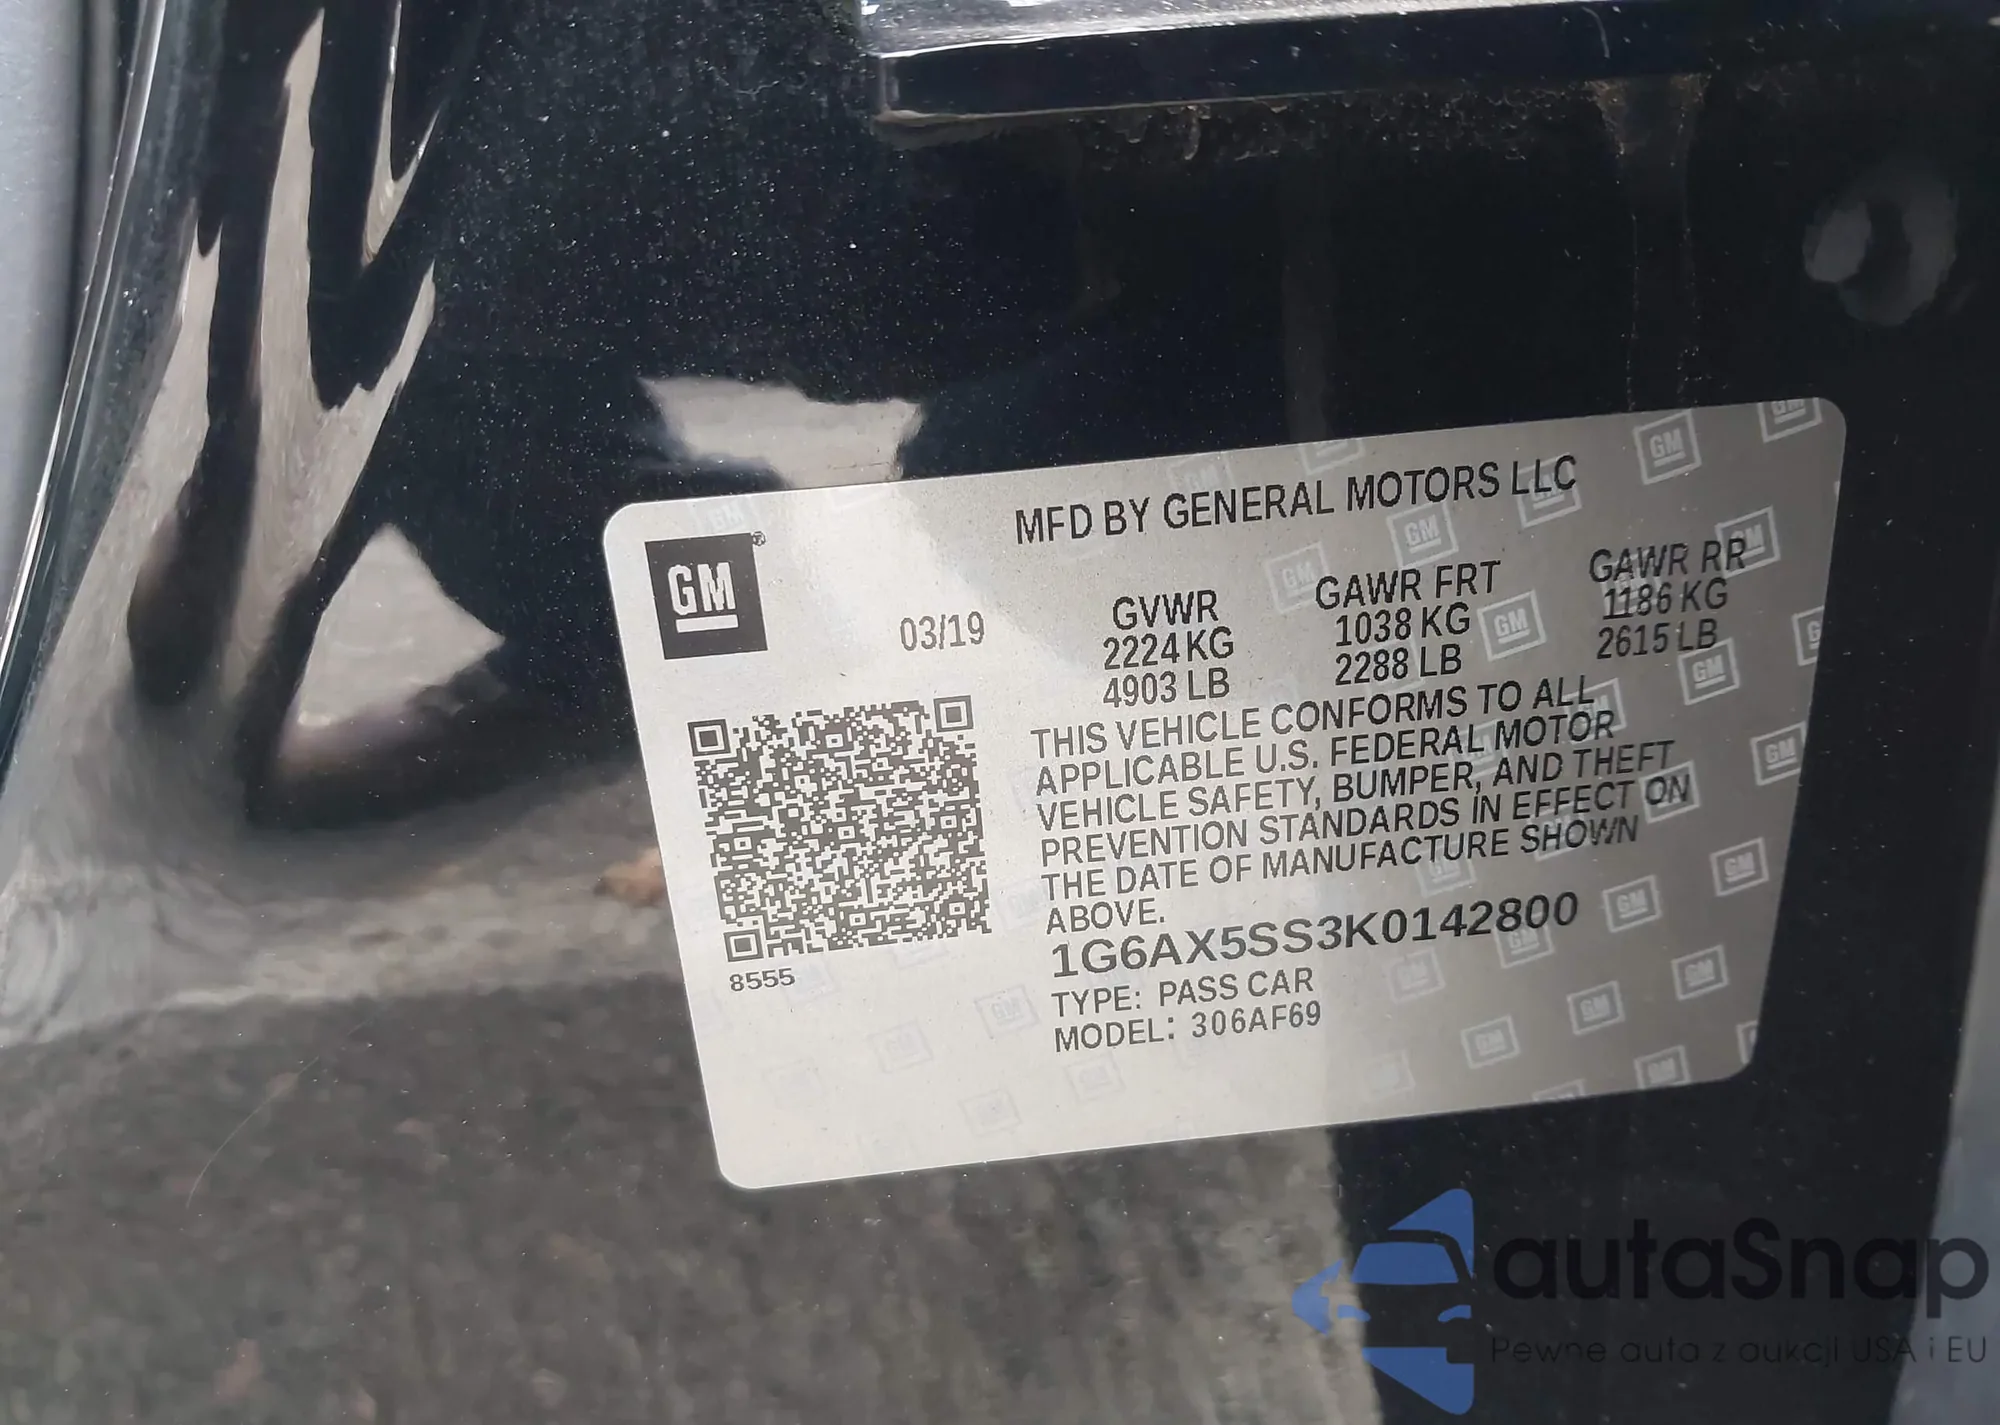 MFD BY GENERAL MOTORS LLC
GM®
03/19
GVWR
2224 KG
4903 LB
GAWR FRT
1038 KG
2288 LB
GAWR RR
1186 KG
2615 LB
THIS VEHICLE CONFORMS TO ALL
APPLICABLE U.S. FEDERAL MOTOR
VEHICLE SAFETY, BUMPER, AND THEFT
PREVENTION STANDARDS IN EFFECT ON
THE DATE OF MANUFACTURE SHOWN
ABOVE.
1G6AX5SS3K0142800
TYPE: PASS CAR
MODEL: 306AF69
8555
autaSnap
Pewne auta z aukcji USA i EU